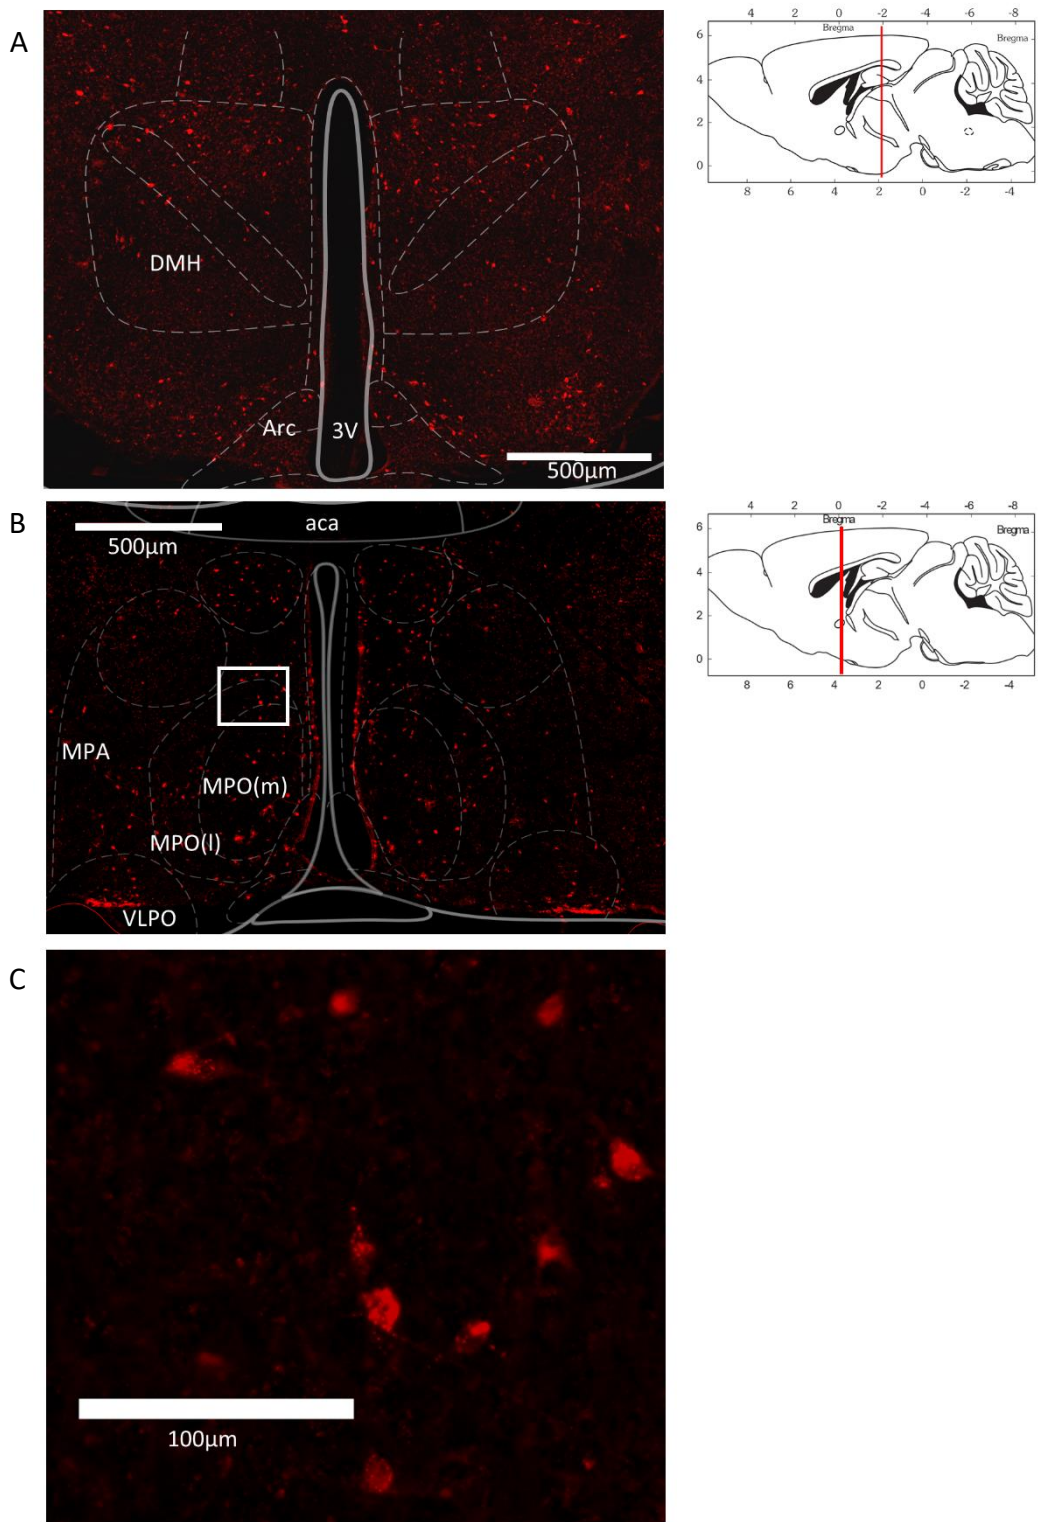 A
DMH
Arc
3V
500µm
4 2 0 -2 -4 -6 -8
Bregma
Bregma
6
4
2
0
8 6 4 2 0 -2 -4
B
aca
500µm
MPA
MPO(m)
MPO(l)
VLPO
4 2 0 -2 -4 -6 -8
Bregma
Bregma
6
4
2
0
8 4 2 0 -2 -4
C
100µm